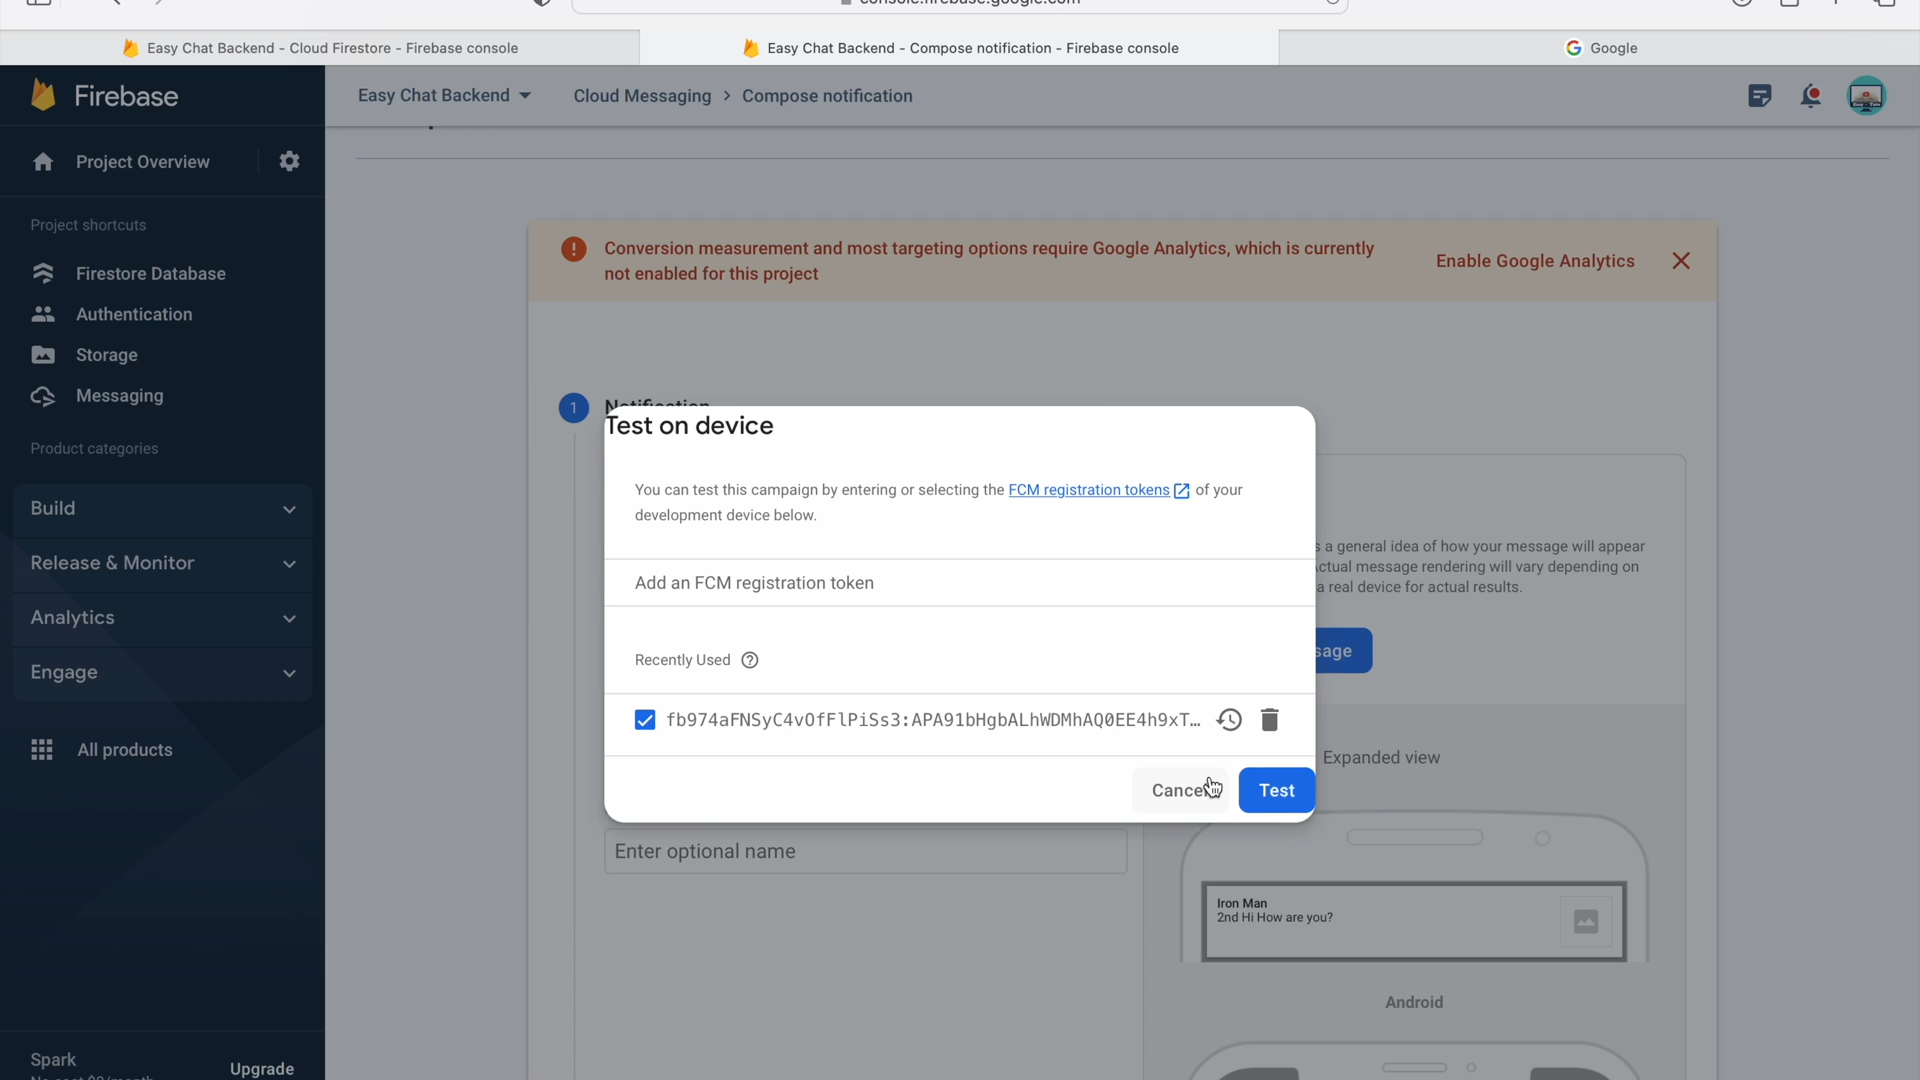 Easy Chat Backend - Cloud Firestore - Firebase console
Easy Chat Backend - Compose notification - Firebase console
Google
Firebase
Easy Chat Backend
Cloud Messaging > Compose notification
Project Overview
Project shortcuts
Firestore Database
Authentication
Storage
Messaging
Product categories
Build
Release & Monitor
Analytics
Engage
All products
Spark
Upgrade
Conversion measurement and most targeting options require Google Analytics, which is currently
not enabled for this project
Enable Google Analytics
1
Notification
Test on device
You can test this campaign by entering or selecting the FCM registration tokens of your
development device below.
Add an FCM registration token
Recently Used
fb974aFNSyC4vOfFlPiSs3:APA91bHgbALhWDMhAQ0EE4h9xT…
Cancel
Test
s a general idea of how your message will appear
ctual message rendering will vary depending on
a real device for actual results.
sage
Expanded view
Enter optional name
Iron Man
2nd Hi How are you?
Android